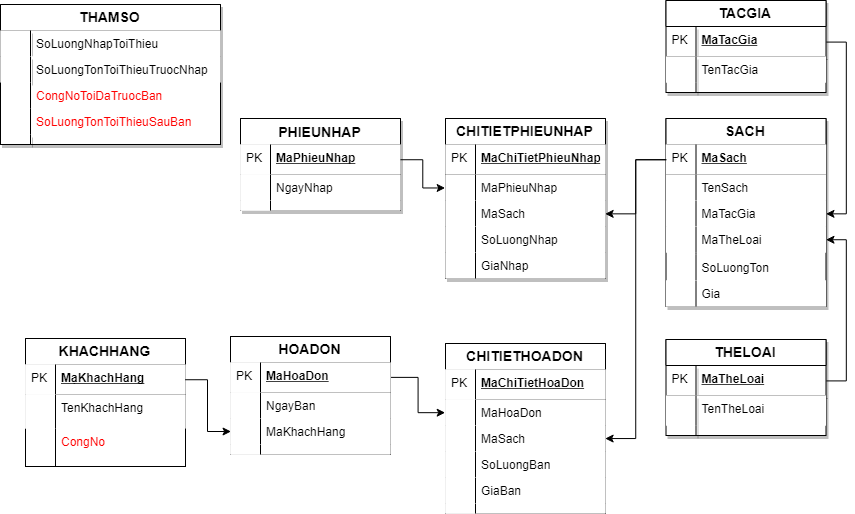 THAMSO
SoLuongNhapToiThieu
SoLuongTonToiThieuTruocNhap
CongNoToiDaTruocBan
SoLuongTonToiThieuSauBan
TACGIA
PK MaTacGia
TenTacGia
PHIEUNHAP
PK MaPhieuNhap
NgayNhap
CHITIETPHIEUNHAP
PK MaChiTietPhieuNhap
MaPhieuNhap
MaSach
SoLuongNhap
GiaNhap
SACH
PK MaSach
TenSach
MaTacGia
MaTheLoai
SoLuongTon
Gia
KHACHHANG
PK MaKhachHang
TenKhachHang
CongNo
HOADON
PK MaHoaDon
NgayBan
MaKhachHang
CHITIETHOADON
PK MaChiTietHoaDon
MaHoaDon
MaSach
SoLuongBan
GiaBan
THELOAI
PK MaTheLoai
TenTheLoai